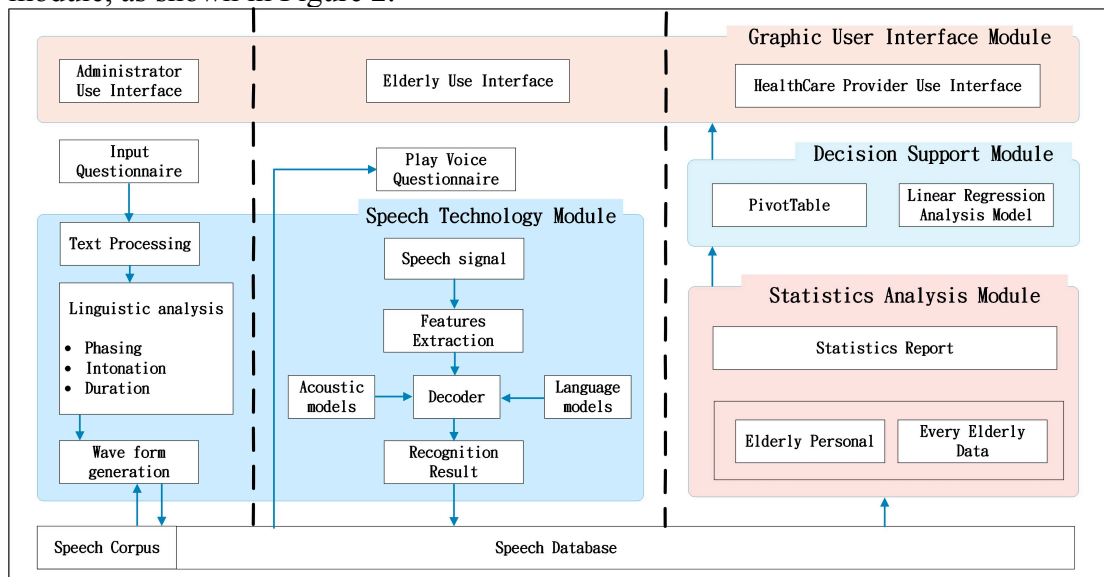 module, as shown in Figure 2.
Graphic User Interface Module
Administrator
Use Interface
Elderly Use Interface
HealthCare Provider Use Interface
Input
Questionnaire
Play Voice
Questionnaire
Decision Support Module
PivotTable
Linear Regression
Analysis Model
Speech Technology Module
Text Processing
Speech signal
Linguistic analysis
• Phasing
• Intonation
• Duration
Features
Extraction
Acoustic
models
Decoder
Language
models
Wave form
generation
Recognition
Result
Statistics Analysis Module
Statistics Report
Elderly Personal
Every Elderly
Data
Speech Corpus
Speech Database